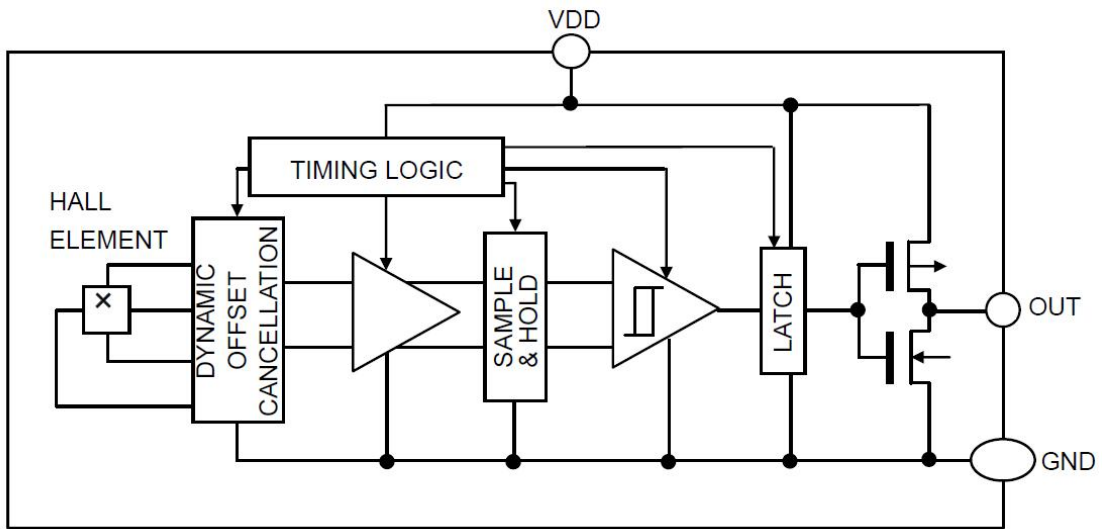 VDD
TIMING LOGIC
HALL
ELEMENT
DYNAMIC
OFFSET
CANCELLATION
SAMPLE
& HOLD
LATCH
OUT
GND